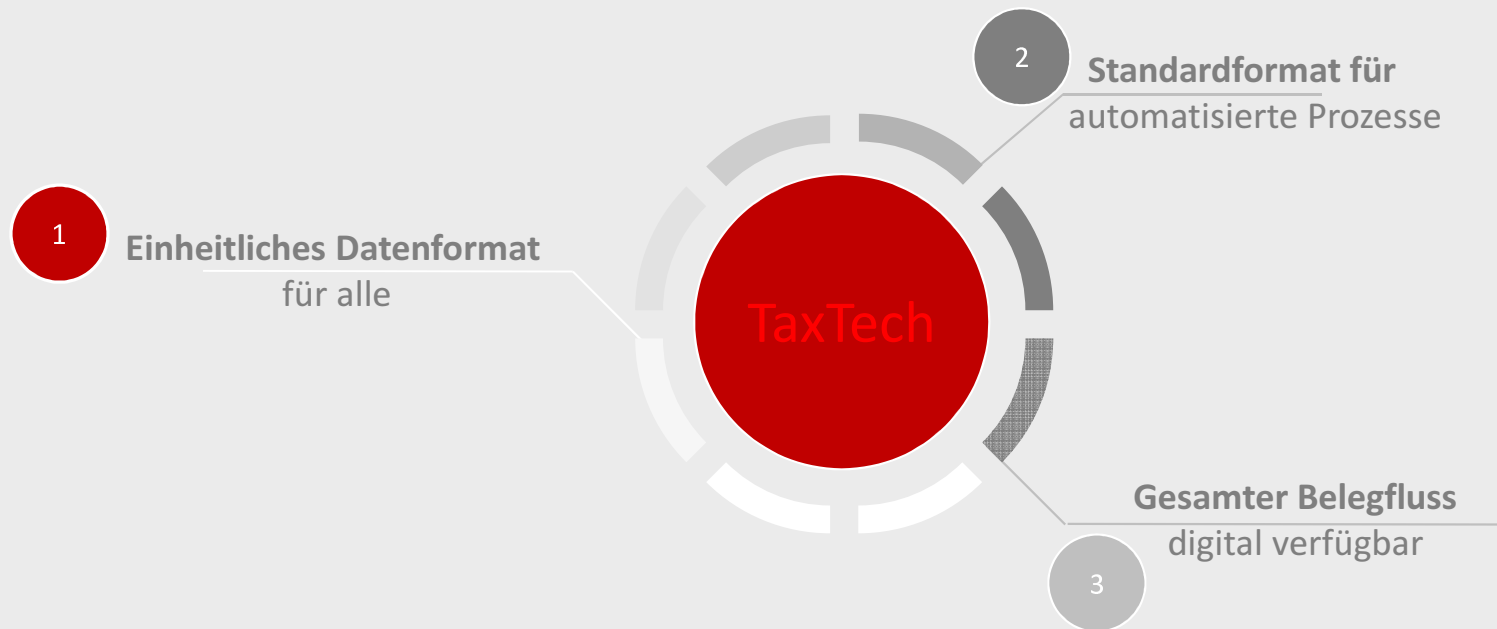 1
Einheitliches Datenformat
für alle
TaxTech
2
Standardformat für
automatisierte Prozesse
Gesamter Belegfluss
digital verfügbar
3